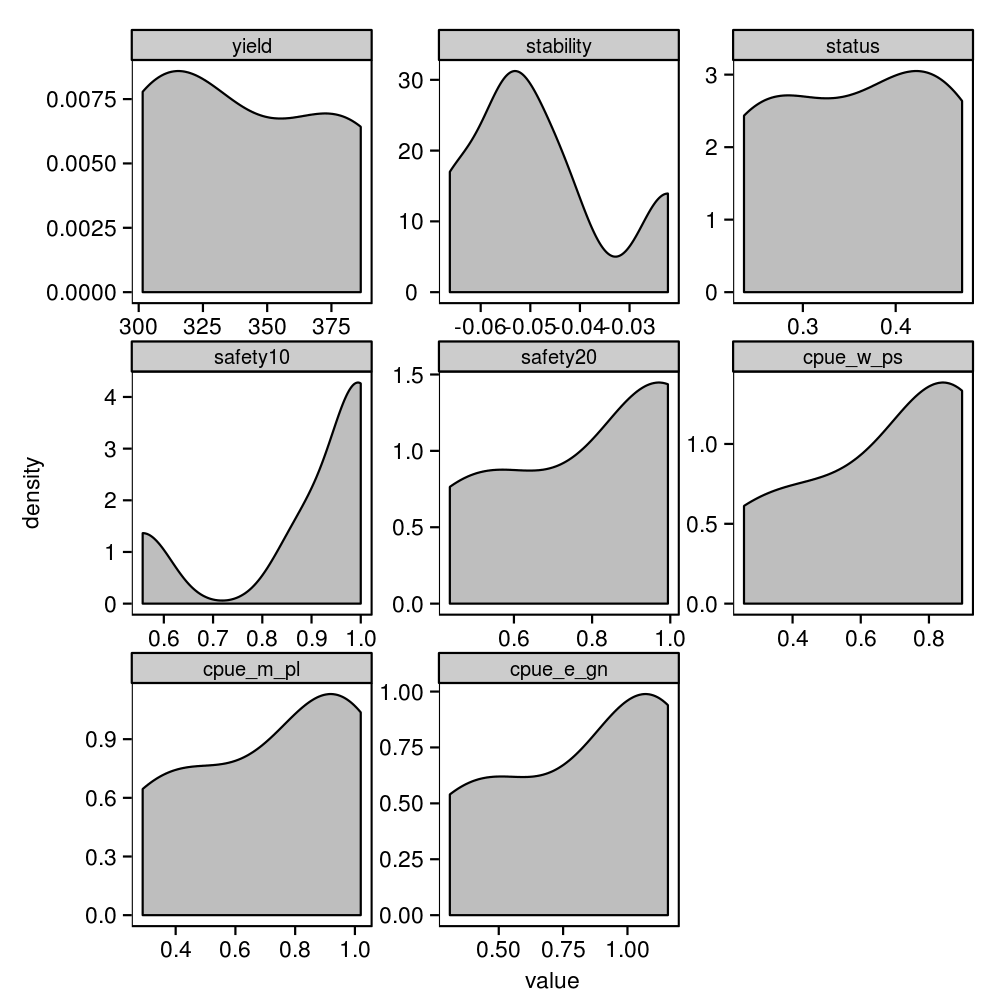 yield
stability
status
0.0075
0.0050
0.0025
0.0000
300 325 350 375
30
20
10
0
-0.06 -0.05 -0.04 -0.03
3
2
1
0
0.3 0.4
safety10
safety20
cpue_w_ps
4
3
2
1
0
0.6 0.7 0.8 0.9 1.0
1.5
1.0
0.5
0.0
0.6 0.8 1.0
1.0
0.5
0.0
0.4 0.6 0.8
density
cpue_m_pl
cpue_e_gn
0.9
0.6
0.3
0.0
0.4 0.6 0.8 1.0
1.00
0.75
0.50
0.25
0.00
0.50 0.75 1.00
value